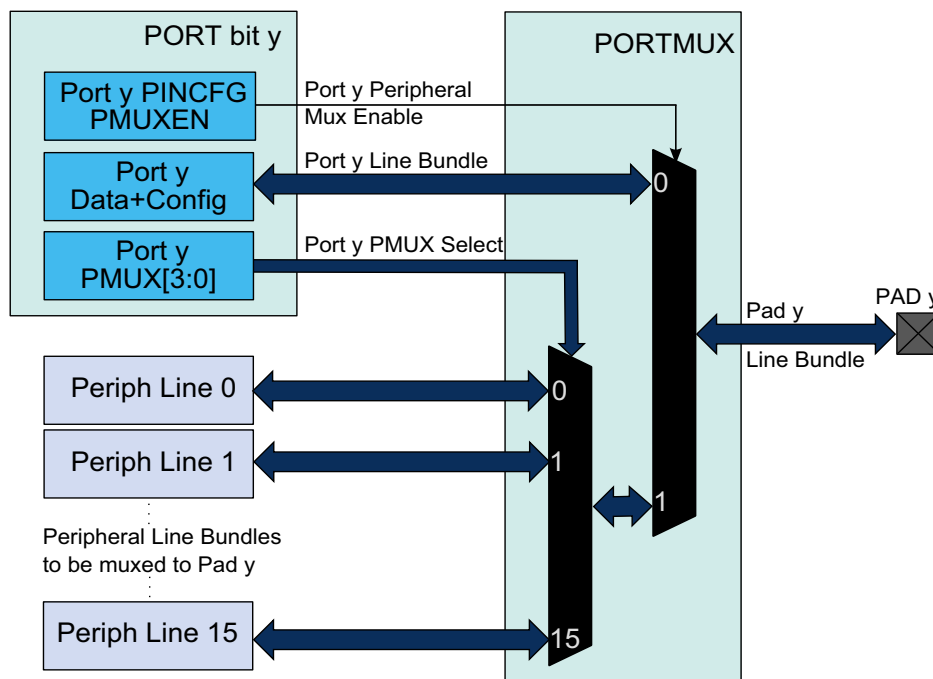 PORT bit y
PORTMUX
Port y PINCFG
PMUXEN
Port y Peripheral
Mux Enable
Port y
Data+Config
Port y Line Bundle
0
Port y
PMUX[3:0]
Port y PMUX Select
Pad y
Line Bundle
PAD y
Periph Line 0
0
Periph Line 1
1
1
Peripheral Line Bundles
to be muxed to Pad y
Periph Line 15
15